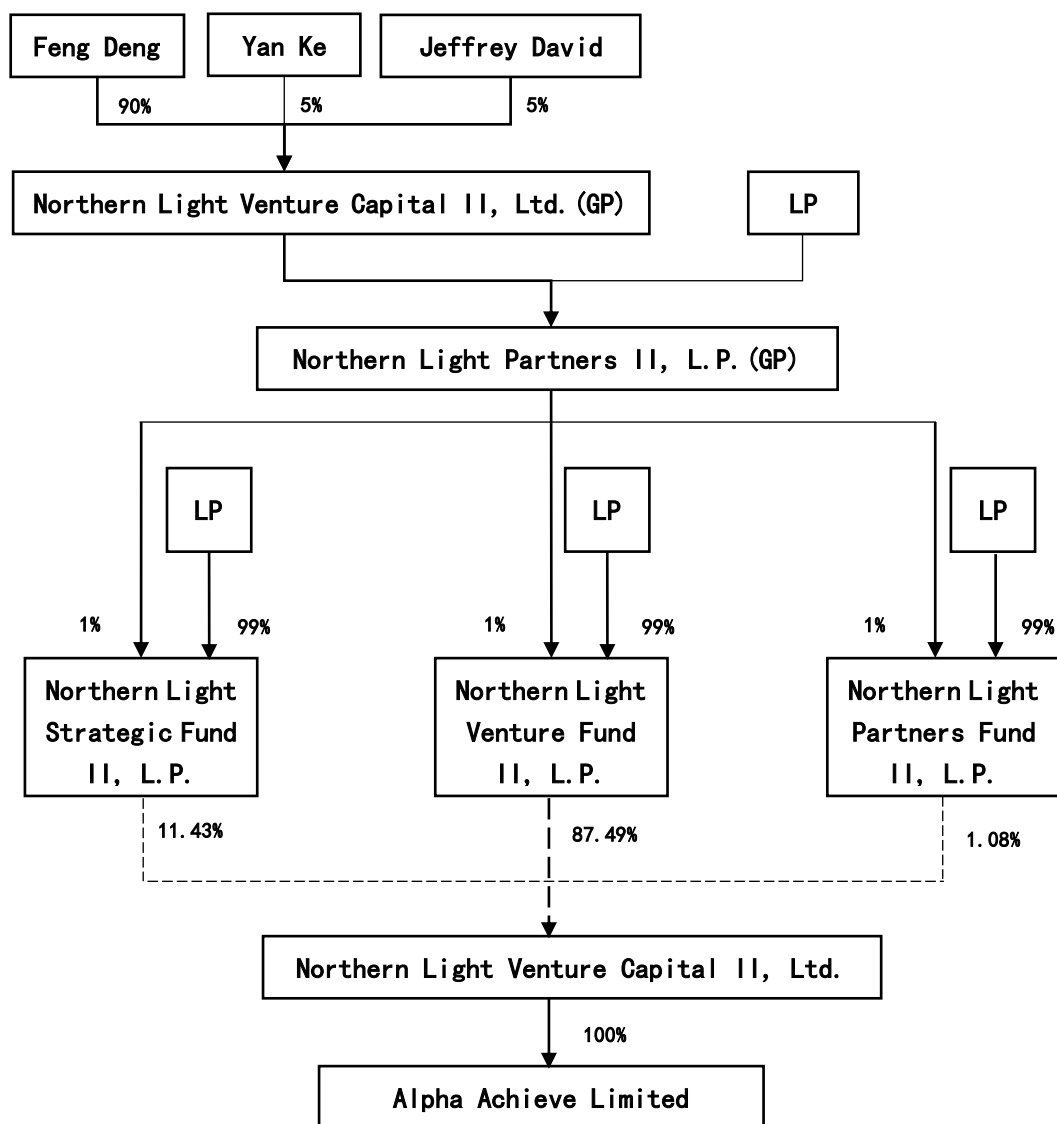 Feng Deng
Yan Ke
Jeffrey David
90%
5%
5%
Northern Light Venture Capital II, Ltd.(GP)
LP
Northern Light Partners II, L.P.(GP)
LP
LP
LP
1%
99%
1%
99%
1%
99%
Northern Light
Strategic Fund
II, L.P.
Northern Light
Venture Fund
II, L.P.
Northern Light
Partners Fund
II, L.P.
11.43%
87.49%
1.08%
Northern Light Venture Capital II, Ltd.
100%
Alpha Achieve Limited